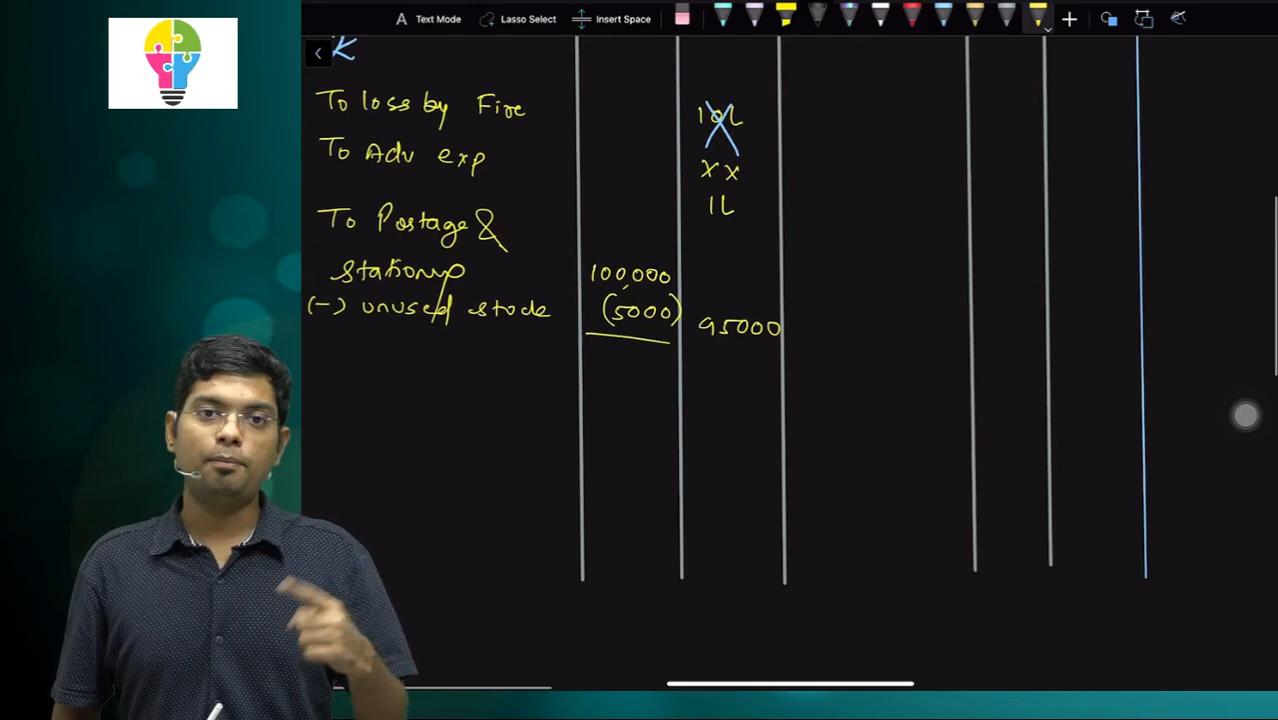 Text Mode Lasso Select Insert Space
K
To loss by Fire 10L
To Adv exp xx
1L
To Postage &
stationry 100,000
(-) unused stock (5000) 95000